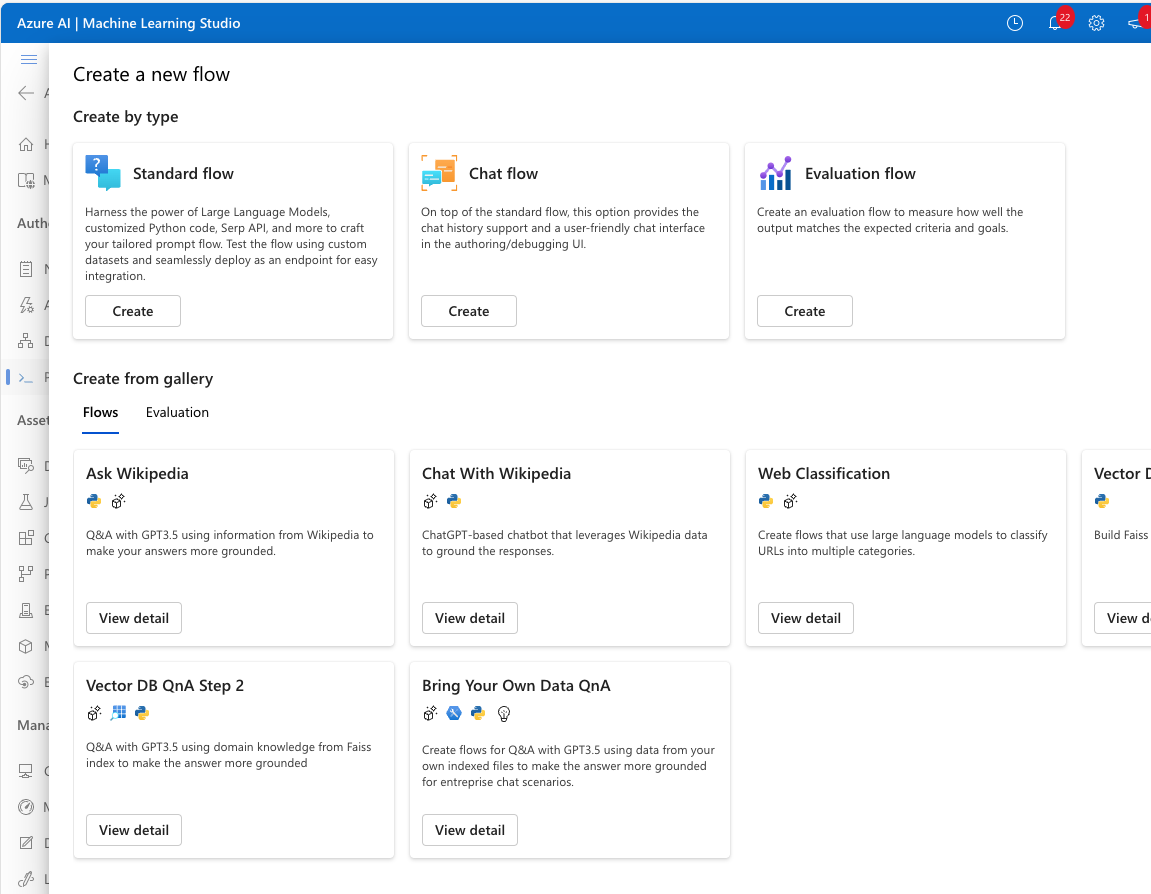 Azure AI | Machine Learning Studio
22
1
Create a new flow
Create by type
Standard flow
Harness the power of Large Language Models,
customized Python code, Serp API, and more to craft
your tailored prompt flow. Test the flow using custom
datasets and seamlessly deploy as an endpoint for easy
integration.
Create
Chat flow
On top of the standard flow, this option provides the
chat history support and a user-friendly chat interface
in the authoring/debugging UI.
Create
Evaluation flow
Create an evaluation flow to measure how well the
output matches the expected criteria and goals.
Create
Create from gallery
Flows
Evaluation
Ask Wikipedia
Q&A with GPT3.5 using information from Wikipedia to
make your answers more grounded.
View detail
Chat With Wikipedia
ChatGPT-based chatbot that leverages Wikipedia data
to ground the responses.
View detail
Web Classification
Create flows that use large language models to classify
URLs into multiple categories.
View detail
Vector
Build Faiss
View
Vector DB QnA Step 2
Q&A with GPT3.5 using domain knowledge from Faiss
index to make the answer more grounded
View detail
Bring Your Own Data QnA
Create flows for Q&A with GPT3.5 using data from your
own indexed files to make the answer more grounded
for entreprise chat scenarios.
View detail